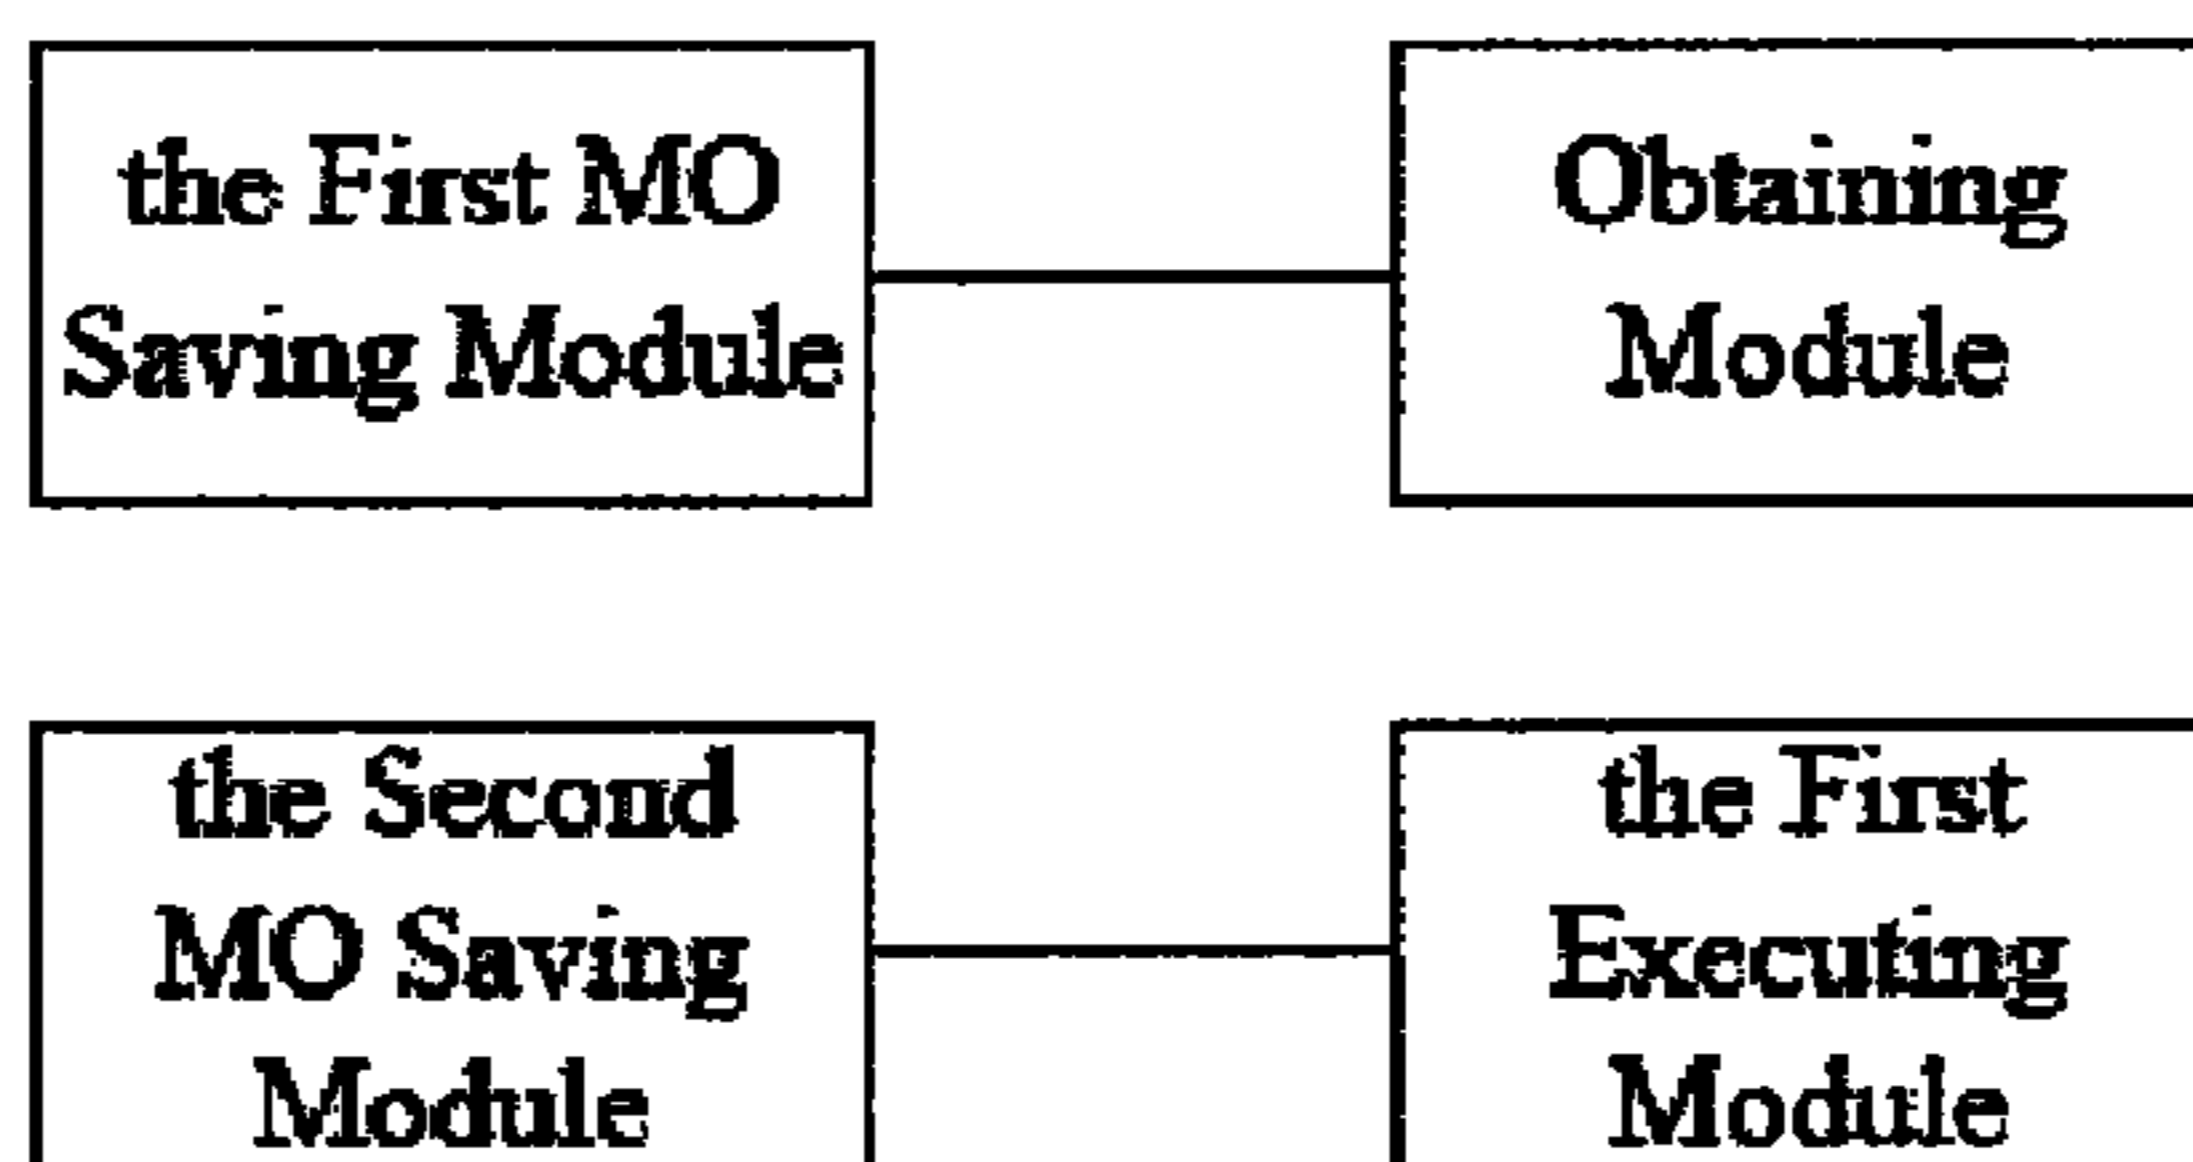 the First MO
Saving Module
Obtaining
Module
the Second
MO Saving
Module
the First
Executing
Module